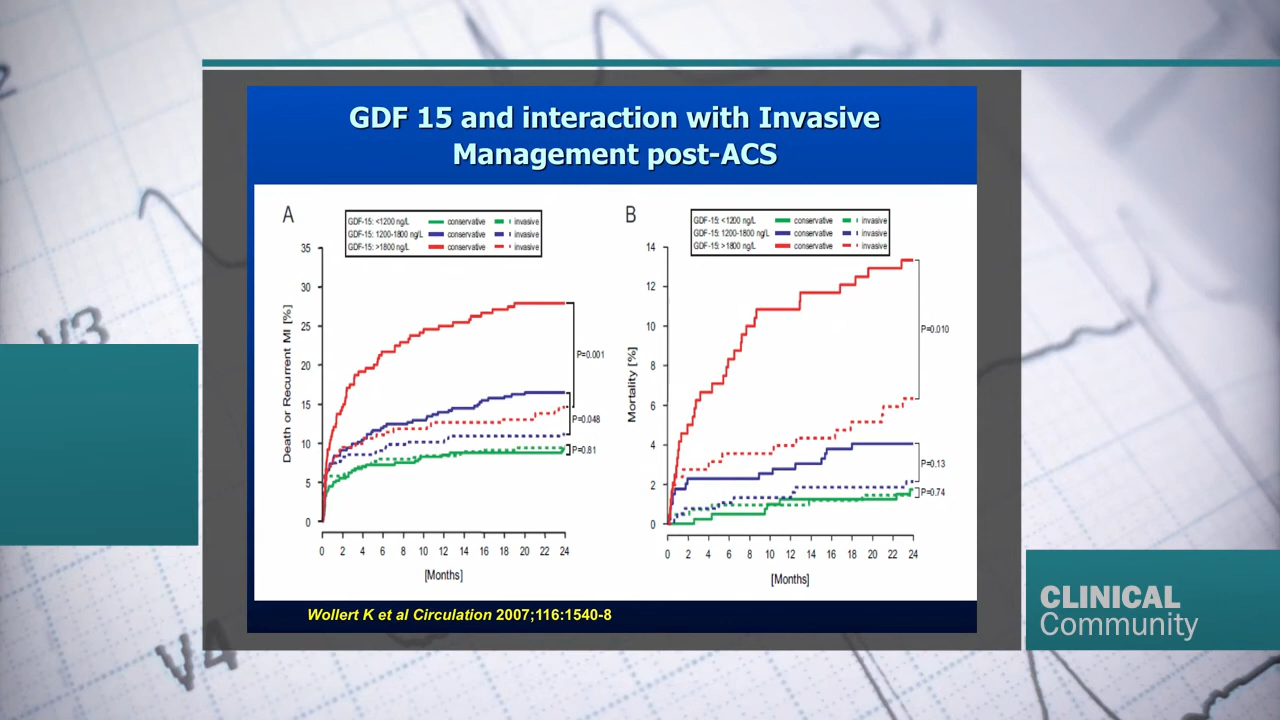 GDF 15 and interaction with Invasive
Management post-ACS
A
GDF-15: <1200 ng/L conservative invasive
GDF-15: 1200-1800 ng/L conservative invasive
GDF-15: >1800 ng/L conservative invasive
Death or Recurrent MI [%]
35
30
25
20
15
10
5
0
P=0.001
P=0.048
P=0.81
0 2 4 6 8 10 12 14 16 18 20 22 24
[Months]
B
GDF-15: <1200 ng/L conservative invasive
GDF-15: 1200-1800 ng/L conservative invasive
GDF-15: >1800 ng/L conservative invasive
Mortality [%]
14
12
10
8
6
4
2
0
P=0.010
P=0.13
P=0.74
0 2 4 6 8 10 12 14 16 18 20 22 24
[Months]
Wollert K et al Circulation 2007;116:1540-8
V3
V4
2
CLINICAL
Community